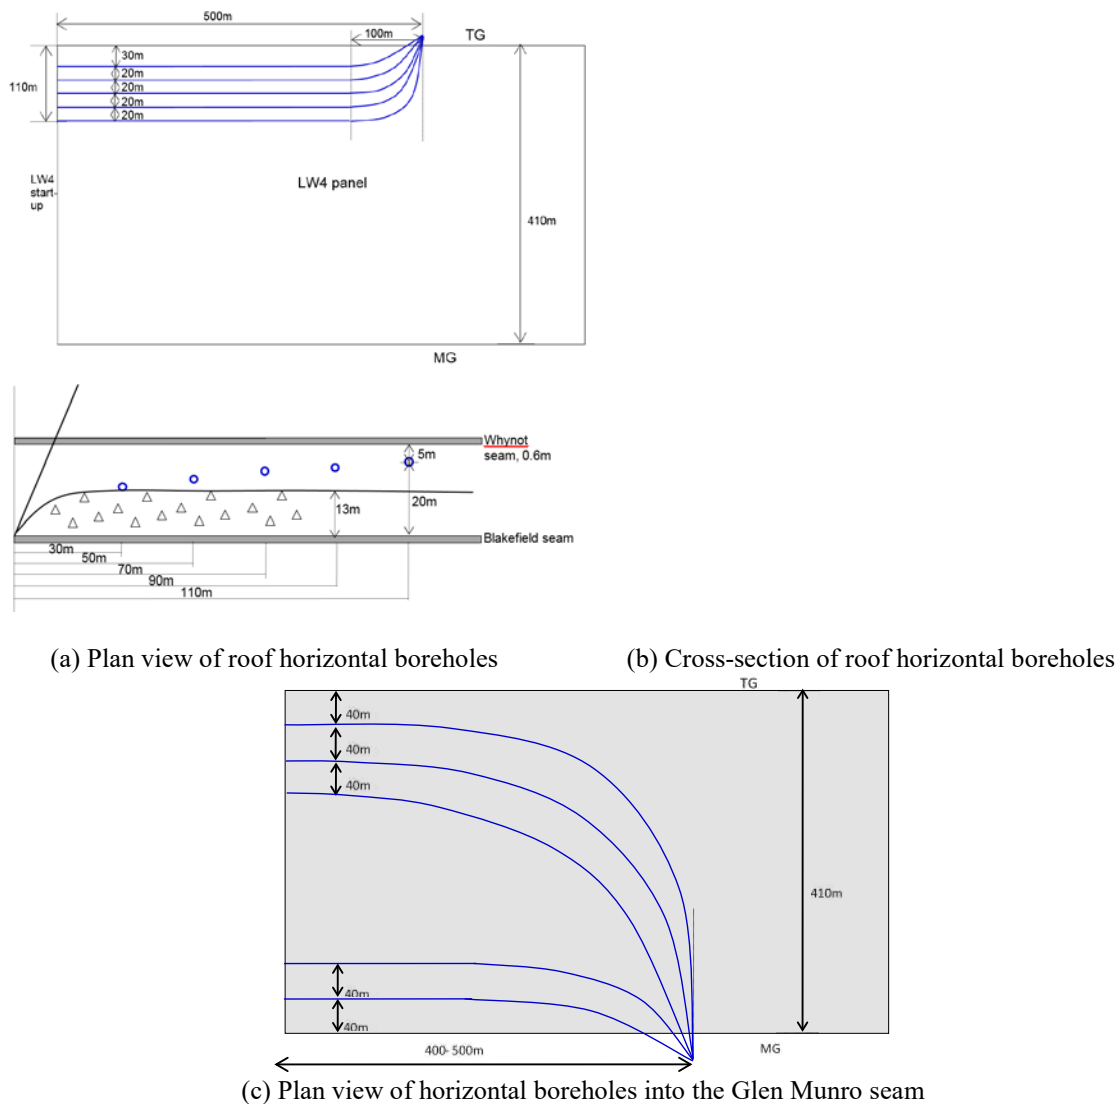 500m
100m
TG
30m
20m
20m
20m
20m
110m
LW4
start-
up
LW4 panel
410m
MG
Whynot
seam, 0.6m
5m
20m
13m
Blakefield seam
30m
50m
70m
90m
110m
(a) Plan view of roof horizontal boreholes
(b) Cross-section of roof horizontal boreholes
TG
40m
40m
40m
410m
40m
40m
400-500m
MG
(c) Plan view of horizontal boreholes into the Glen Munro seam